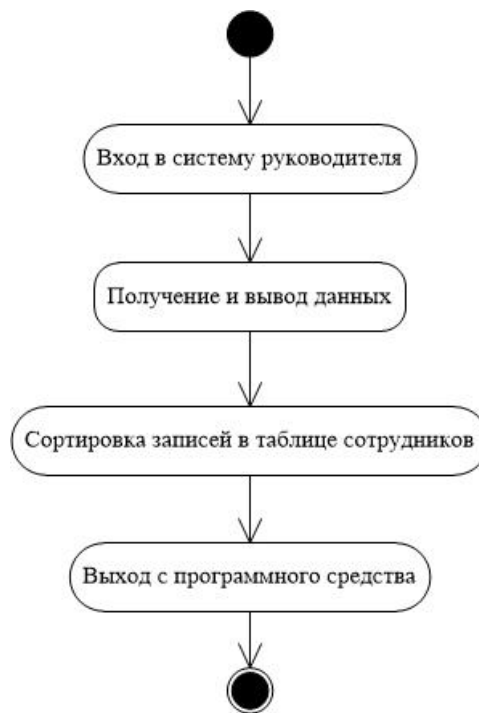 Вход в систему руководителя
Получение и вывод данных
Сортировка записей в таблице сотрудников
Выход с программного средства